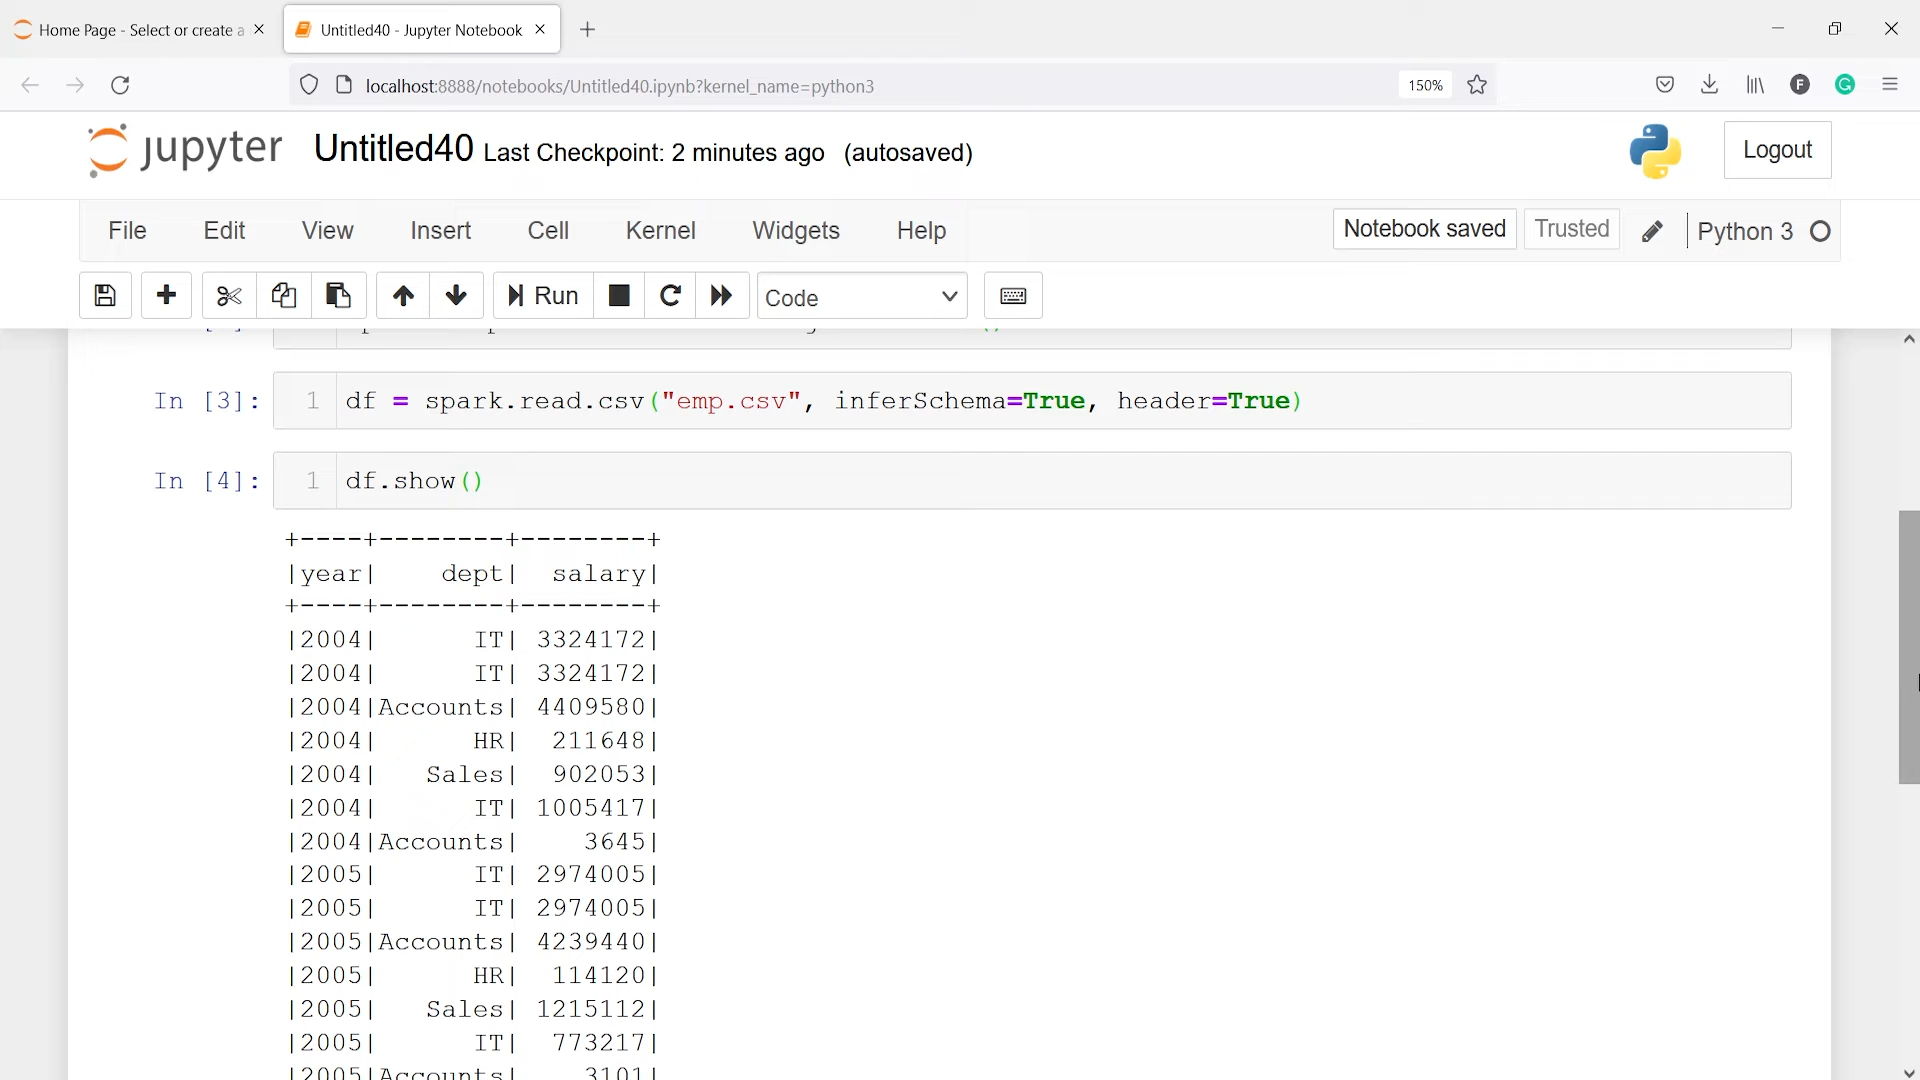 Home Page - Select or create a
Untitled40 - Jupyter Notebook
localhost:8888/notebooks/Untitled40.ipynb?kernel_name=python3
150%
jupyter Untitled40 Last Checkpoint: 2 minutes ago (autosaved)
Logout
File Edit View Insert Cell Kernel Widgets Help
Notebook saved Trusted Python 3
Run Code
In [3]: 1 df = spark.read.csv("emp.csv", inferSchema=True, header=True)
In [4]: 1 df.show()
+----+--------+--------+
|year|    dept|  salary|
+----+--------+--------+
|2004|      IT| 3324172|
|2004|      IT| 3324172|
|2004|Accounts| 4409580|
|2004|      HR|  211648|
|2004|   Sales|  902053|
|2004|      IT| 1005417|
|2004|Accounts|    3645|
|2005|      IT| 2974005|
|2005|      IT| 2974005|
|2005|Accounts| 4239440|
|2005|      HR|  114120|
|2005|   Sales| 1215112|
|2005|      IT|  773217|
|2005|Accounts|    3101|